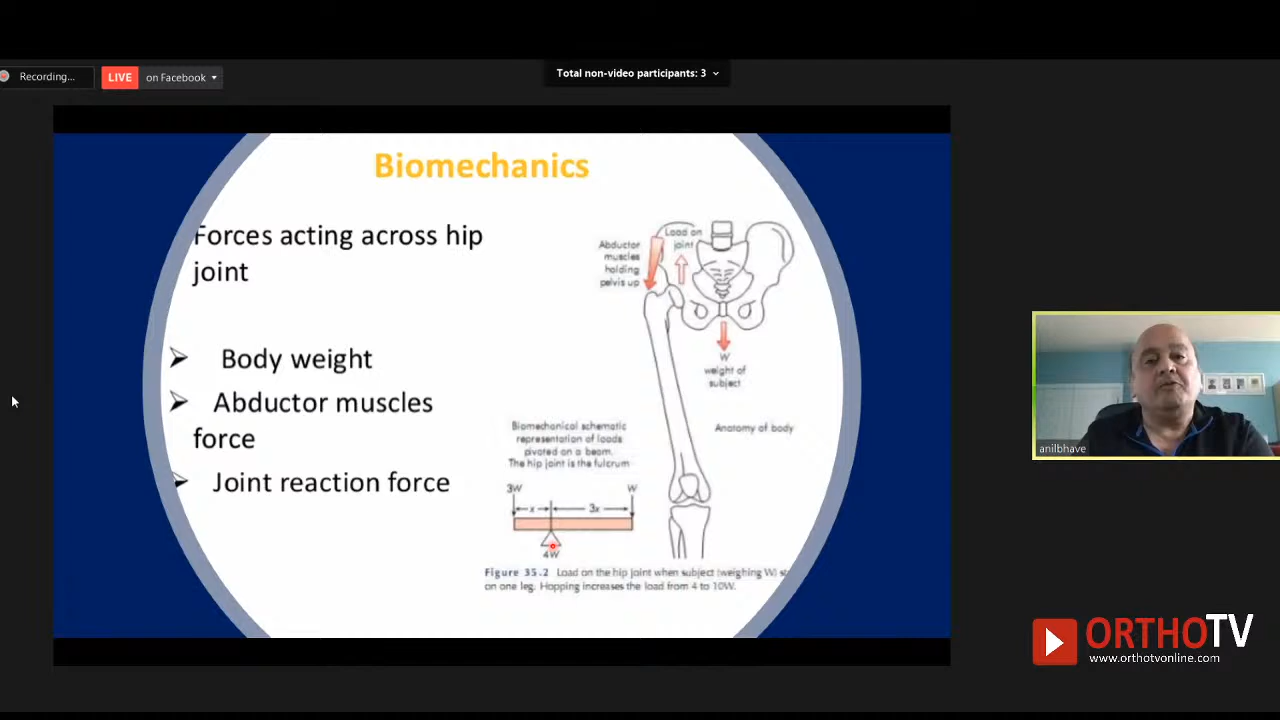 Recording...
LIVE
on Facebook
Total non-video participants: 3
Biomechanics
Forces acting across hip
joint
Body weight
Abductor muscles
force
Joint reaction force
Abductor
muscles
holding
pelvis up
Load on
joint
W
weight of
subject
Anatomy of body
Biomechanical schematic
representation of loads
pivoted on a beam.
The hip joint is the fulcrum
3W
W
x
3x
4W
Figure 35.2 Load on the hip joint when subject (weighing W) st
on one leg. Hopping increases the load from 4 to 10W.
anilbhave
ORTHOTV
www.orthotvonline.com